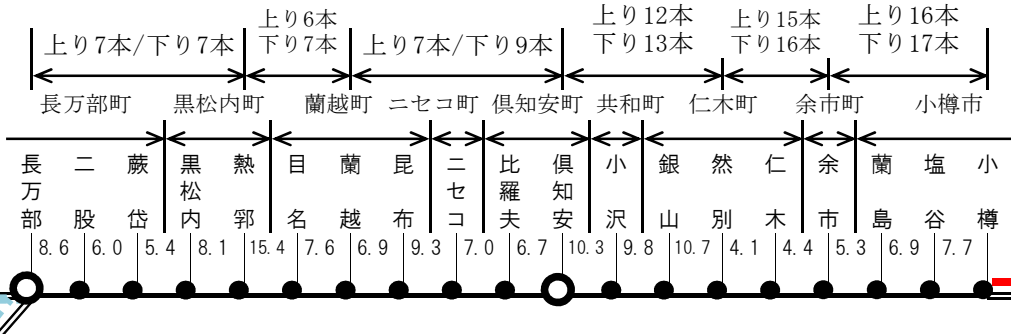 上り7本/下り7本
上り6本
下り7本
上り7本/下り9本
上り12本
下り13本
上り15本
下り16本
上り16本
下り17本
長万部町
黒松内町
蘭越町
ニセコ町
倶知安町
共和町
仁木町
余市町
小樽市
長万部
二股
蕨岱
黒松内
熱郛
目名
蘭越
昆布
ニセコ
比羅夫
倶知安
小沢
銀山
然別
仁木
余市
蘭島
塩谷
小樽
8.6 6.0 5.4 8.1 15.4 7.6 6.9 9.3 7.0 6.7 10.3 9.8 10.7 4.1 4.4 5.3 6.9 7.7